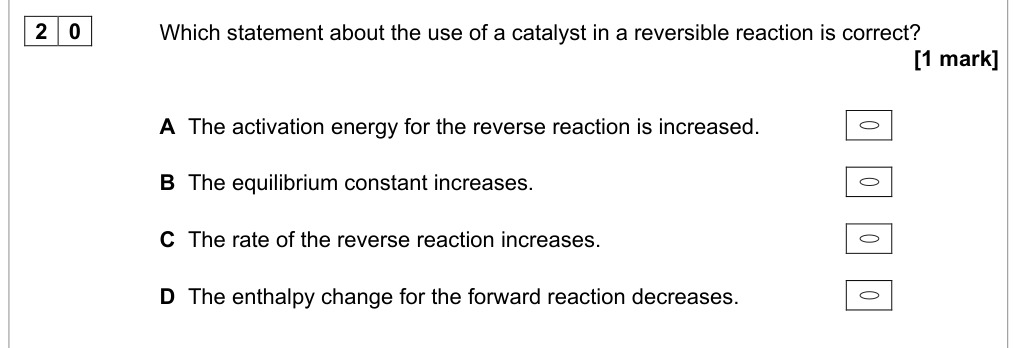 2 0 Which statement about the use of a catalyst in a reversible reaction is correct?
[1 mark]
A The activation energy for the reverse reaction is increased.
B The equilibrium constant increases.
C The rate of the reverse reaction increases.
D The enthalpy change for the forward reaction decreases.